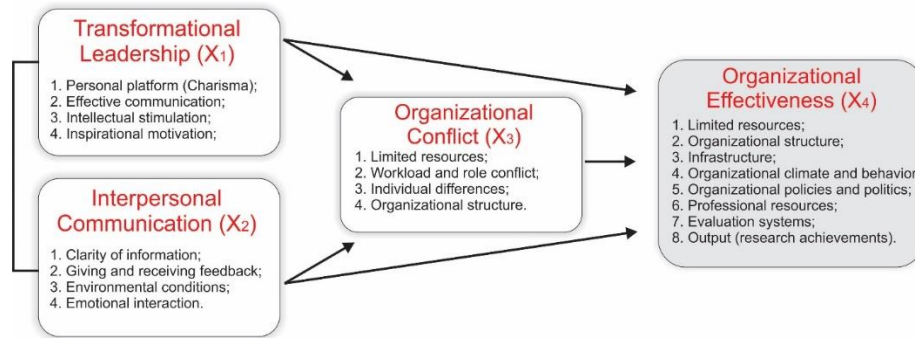 Transformational
Leadership (X₁)
1. Personal platform (Charisma);
2. Effective communication;
3. Intellectual stimulation;
4. Inspirational motivation;
Interpersonal
Communication (X₂)
1. Clarity of information;
2. Giving and receiving feedback;
3. Environmental conditions;
4. Emotional interaction.
Organizational
Conflict (X₃)
1. Limited resources;
2. Workload and role conflict;
3. Individual differences;
4. Organizational structure.
Organizational
Effectiveness (X₄)
1. Limited resources;
2. Organizational structure;
3. Infrastructure;
4. Organizational climate and behavior
5. Organizational policies and politics;
6. Professional resources;
7. Evaluation systems;
8. Output (research achievements).